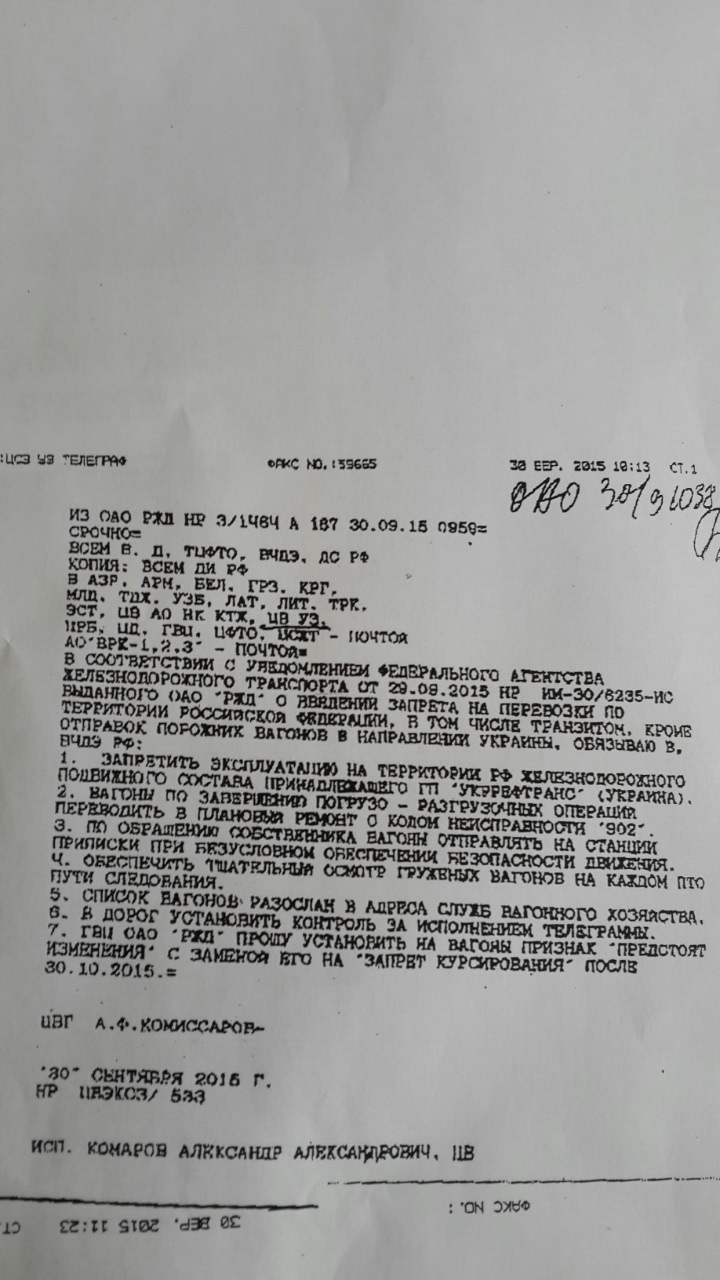 :ЦСЭ УЗ ТЕЛЕГРАФ ФАКС NO.:59665 30 ВЕР. 2015 10:13 СТ.1
ОАО 30/9 1038
ИЗ ОАО РЖД НР 3/1464 А 187 30.09.15 0959=
СРОЧНО=
ВСЕМ В, Д, ТЦФТО, ВЧДЭ, ДС РФ
КОПИЯ: ВСЕМ ДИ РФ
В АЗР, АРМ, БЕЛ, ГРЗ, КРГ,
МЛД, ТДЖ, УЗБ, ЛАТ, ЛИТ, ТРК,
ЭСТ, ЦВ АО НК КТЖ, ЦВ УЗ,
ЦРБ, ЦД, ГВЦ, ЦФТО, - ПОЧТОЙ
АО"ВРК-1,2,3" - ПОЧТОЙ=
В СООТВЕТСТВИИ С УВЕДОМЛЕНИЕМ ФЕДЕРАЛЬНОГО АГЕНТСТВА
ЖЕЛЕЗНОДОРОЖНОГО ТРАНСПОРТА ОТ 29.09.2015 НР ИМ-30/6235-ИС
ВЫДАННОГО ОАО "РЖД" О ВВЕДЕНИИ ЗАПРЕТА НА ПЕРЕВОЗКИ ПО
ТЕРРИТОРИИ РОССИЙСКОЙ ФЕДЕРАЦИИ, В ТОМ ЧИСЛЕ ТРАНЗИТОМ, КРОМЕ
ОТПРАВОК ПОРОЖНИХ ВАГОНОВ В НАПРАВЛЕНИИ УКРАИНЫ, ОБЯЗЫВАЮ В,
ВЧДЭ РФ:
1. ЗАПРЕТИТЬ ЭКСПЛУАТАЦИЮ НА ТЕРРИТОРИИ РФ ЖЕЛЕЗНОДОРОЖНОГО
ПОДВИЖНОГО СОСТАВА ПРИНАДЛЕЖАЩЕГО ГП "УКРРЕФТРАНС" (УКРАИНА).
2. ВАГОНЫ ПО ЗАВЕРШЕНИЮ ПОГРУЗО - РАЗГРУЗОЧНЫХ ОПЕРАЦИЙ
ПЕРЕВОДИТЬ В ПЛАНОВЫЙ РЕМОНТ С КОДОМ НЕИСПРАВНОСТИ "902".
3. ПО ОБРАЩЕНИЮ СОБСТВЕННИКА ВАГОНЫ ОТПРАВЛЯТЬ НА СТАНЦИИ
ПРИПИСКИ ПРИ БЕЗУСЛОВНОМ ОБЕСПЕЧЕНИИ БЕЗОПАСНОСТИ ДВИЖЕНИЯ.
4. ОБЕСПЕЧИТЬ ТЩАТЕЛЬНЫЙ ОСМОТР ГРУЖЕНЫХ ВАГОНОВ НА КАЖДОМ ПТО
ПУТИ СЛЕДОВАНИЯ.
5. СПИСОК ВАГОНОВ РАЗОСЛАН В АДРЕСА СЛУЖБ ВАГОННОГО ХОЗЯЙСТВА.
6. В ДОРОГ УСТАНОВИТЬ КОНТРОЛЬ ЗА ИСПОЛНЕНИЕМ ТЕЛЕГРАММЫ.
7. ГВЦ ОАО "РЖД" ПРОШУ УСТАНОВИТЬ НА ВАГОНЫ ПРИЗНАК "ПРЕДСТОЯТ
ИЗМЕНЕНИЯ" С ЗАМЕНОЙ ЕГО НА "ЗАПРЕТ КУРСИРОВАНИЯ" ПОСЛЕ
30.10.2015.=
ЦВГ А.Ф.КОМИССАРОВ-
"30" СЕНТЯБРЯ 2015 Г.
НР ЦВЭКСЗ/ 533
ИСП. КОМАРОВ АЛЕКСАНДР АЛЕКСАНДРОВИЧ, ЦВ
ФАКС NO. :
30 ВЕР. 2015 11:23 СТ.